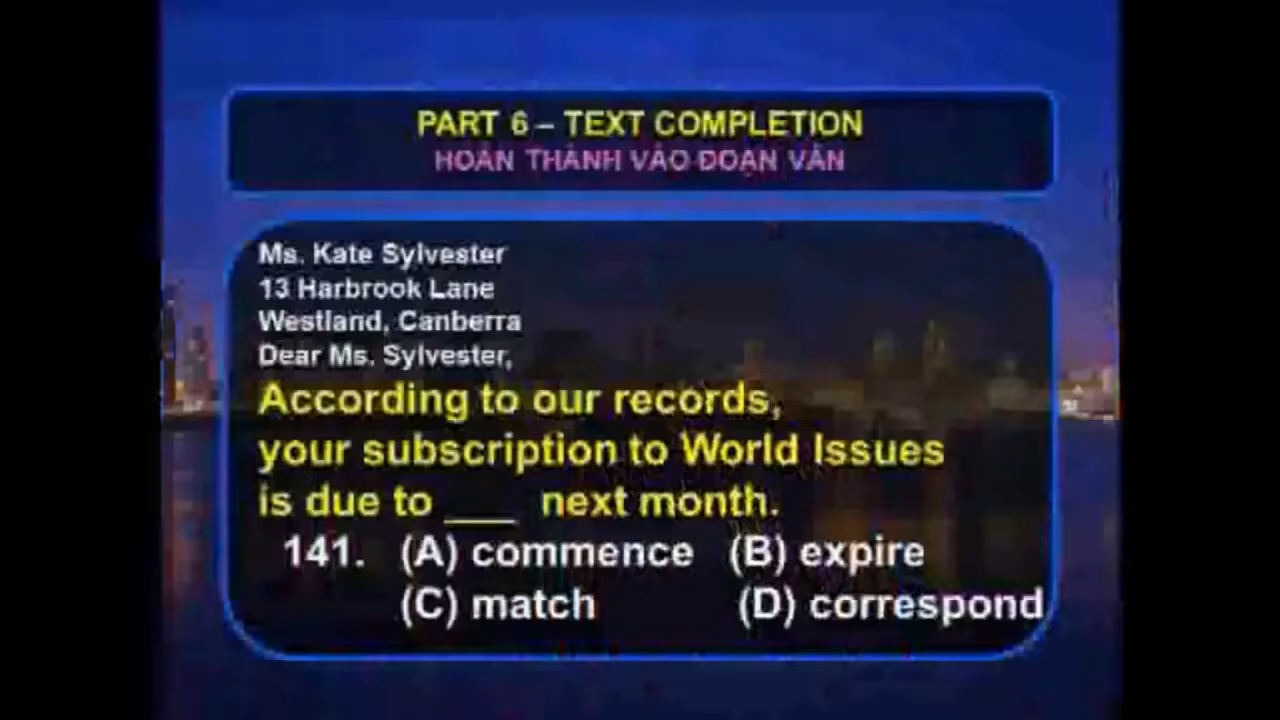 PART 6 – TEXT COMPLETION
HOÀN THÀNH VÀO ĐOẠN VĂN
Ms. Kate Sylvester
13 Harbrook Lane
Westland, Canberra
Dear Ms. Sylvester,
According to our records,
your subscription to World Issues
is due to ___ next month.
141. (A) commence (B) expire
(C) match (D) correspond